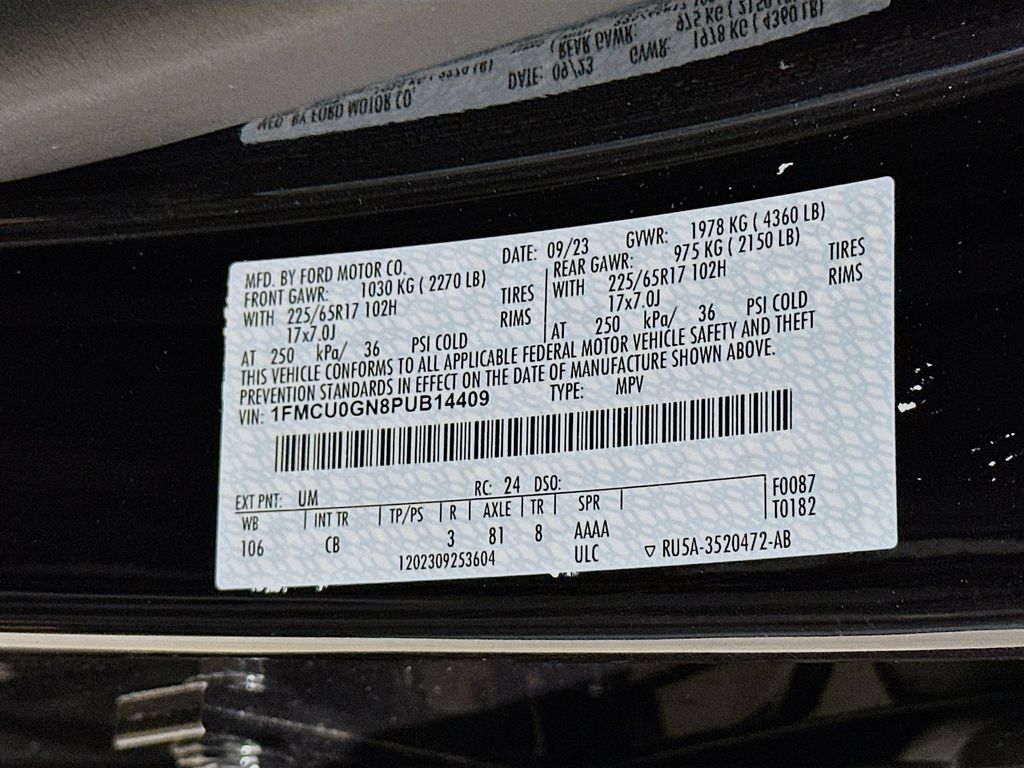 MFD. BY FORD MOTOR CO. DATE: 09/23 GVWR: 1978 KG ( 4360 LB)
FRONT GAWR: 1030 KG ( 2270 LB) REAR GAWR: 975 KG ( 2150 LB)
WITH 225/65R17 102H TIRES WITH 225/65R17 102H TIRES
17x7.0J RIMS 17x7.0J RIMS
AT 250 kPa/ 36 PSI COLD AT 250 kPa/ 36 PSI COLD
THIS VEHICLE CONFORMS TO ALL APPLICABLE FEDERAL MOTOR VEHICLE SAFETY AND THEFT
PREVENTION STANDARDS IN EFFECT ON THE DATE OF MANUFACTURE SHOWN ABOVE.
VIN: 1FMCU0GN8PUB14409 TYPE: MPV
EXT PNT: UM RC: 24 DSO: F0087
WB INT TR TP/PS R AXLE TR SPR T0182
106 CB 3 81 8 AAAA
1202309253604 ULC ▽ RU5A-3520472-AB